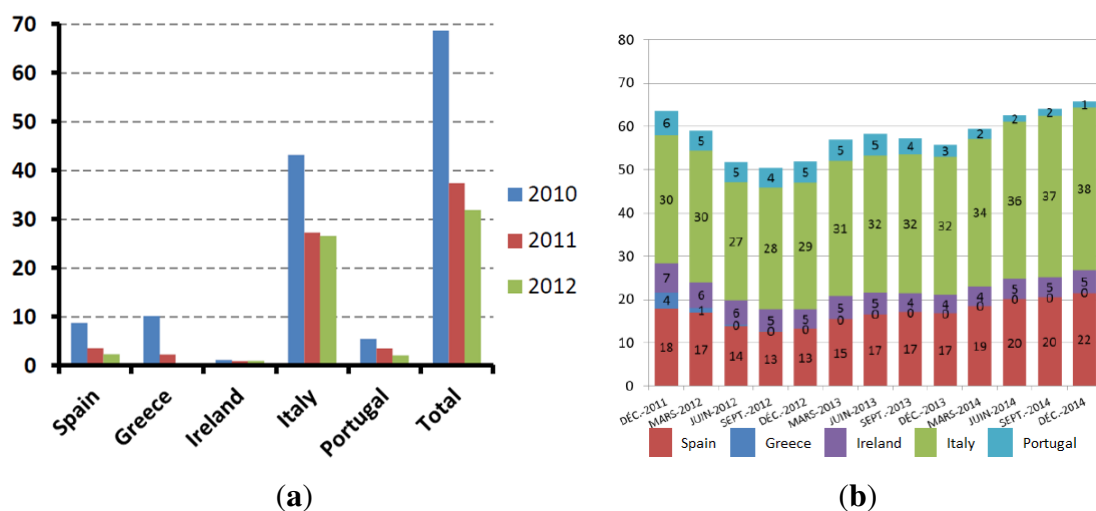 70
60
50
40
30
20
10
0
Spain
Greece
Ireland
Italy
Portugal
Total
2010
2011
2012
(a)
80
70
60
50
40
30
20
10
0
6 5 5 4 5 5 5 4 3 2 2 2 1
30 30 27 28 29 31 32 32 32 34 36 37 38
7 6 6 5 5 5 5 4 4 4 5 5 5
4 1 0 0 0 0 0 0 0 0 0 0 0
18 17 14 13 13 15 17 17 17 19 20 20 22
DÉC.-2011
MARS-2012
JUIN-2012
SEPT.-2012
DÉC.-2012
MARS-2013
JUIN-2013
SEPT.-2013
DÉC.-2013
MARS-2014
JUIN-2014
SEPT.-2014
DÉC.-2014
Spain Greece Ireland Italy Portugal
(b)